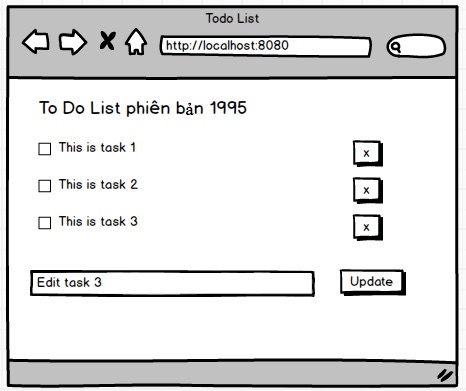 Todo List
http://localhost:8080
To Do List phiên bản 1995
This is task 1
x
This is task 2
x
This is task 3
x
Edit task 3
Update